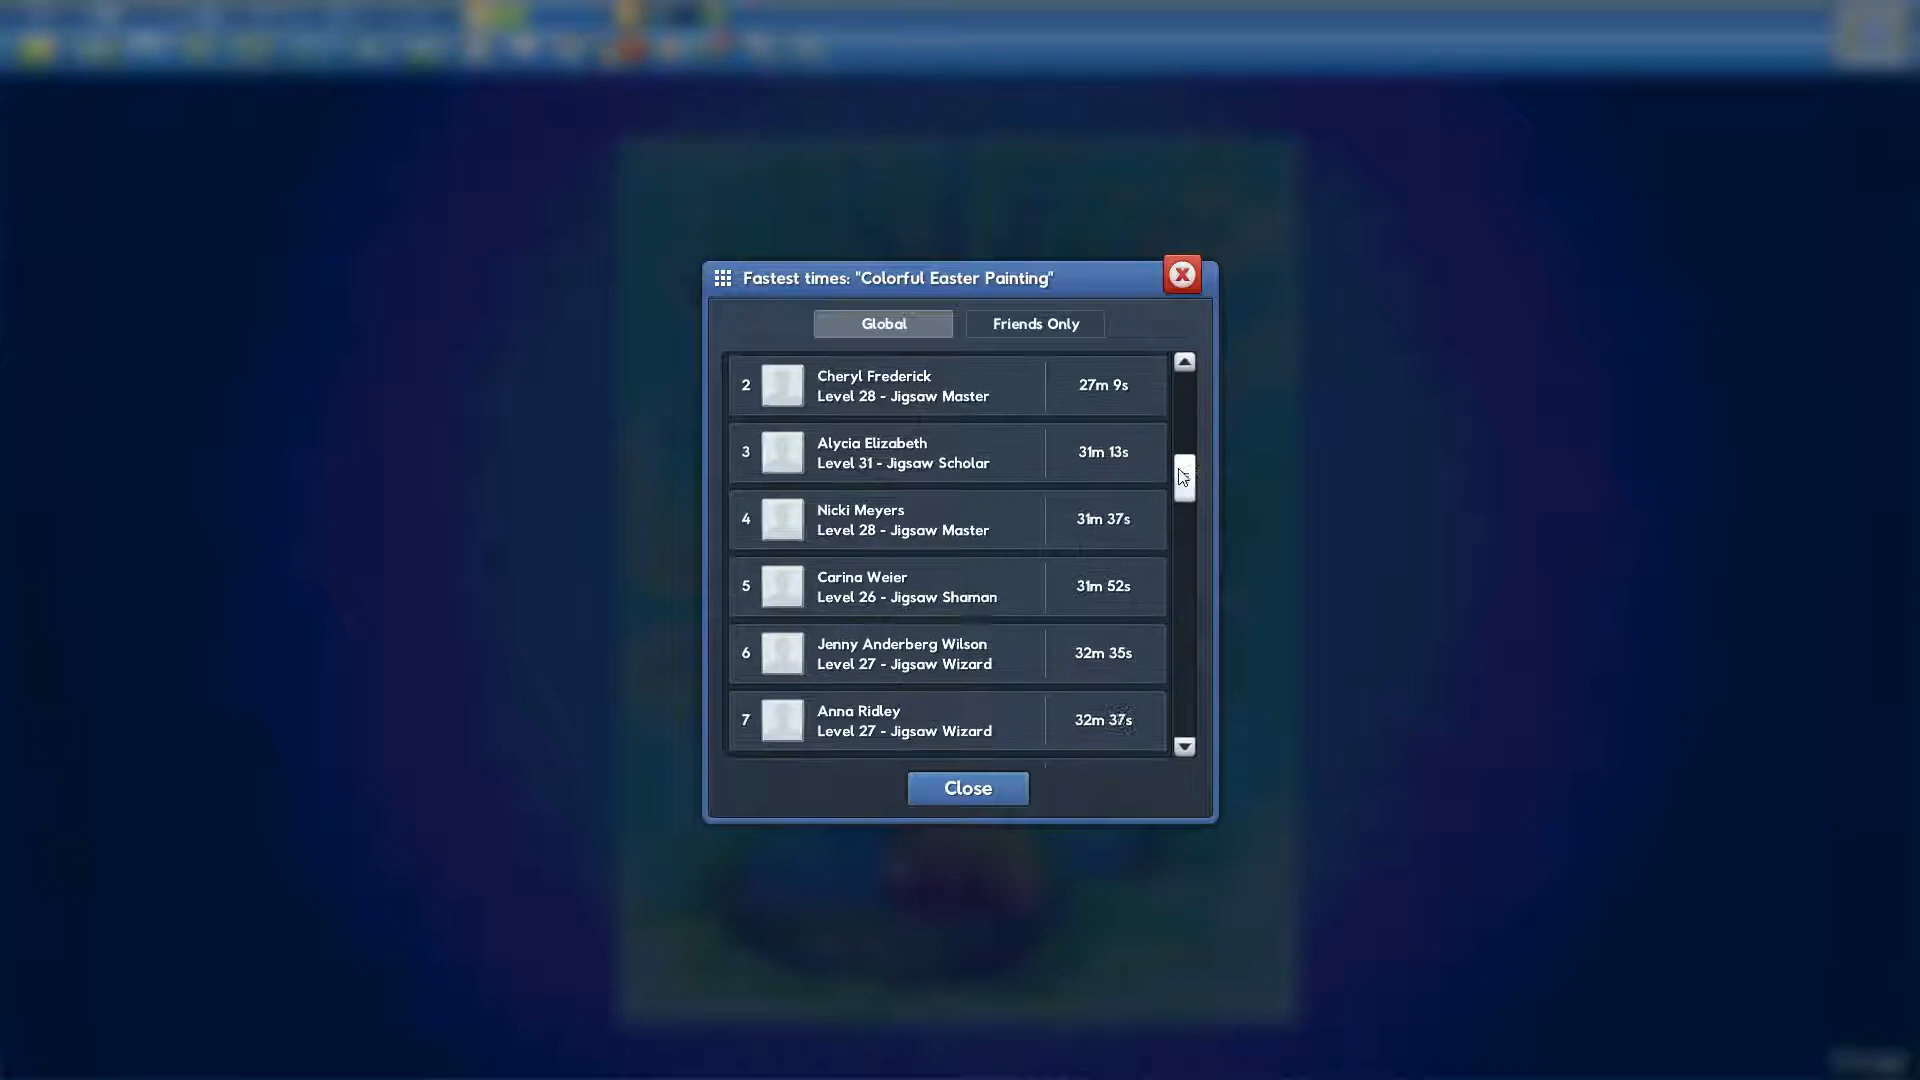 Fastest times: "Colorful Easter Painting"
Global
Friends Only
2
Cheryl Frederick
Level 28 - Jigsaw Master
27m 9s
3
Alycia Elizabeth
Level 31 - Jigsaw Scholar
31m 13s
4
Nicki Meyers
Level 28 - Jigsaw Master
31m 37s
5
Carina Weier
Level 26 - Jigsaw Shaman
31m 52s
6
Jenny Anderberg Wilson
Level 27 - Jigsaw Wizard
32m 35s
7
Anna Ridley
Level 27 - Jigsaw Wizard
32m 37s
Close